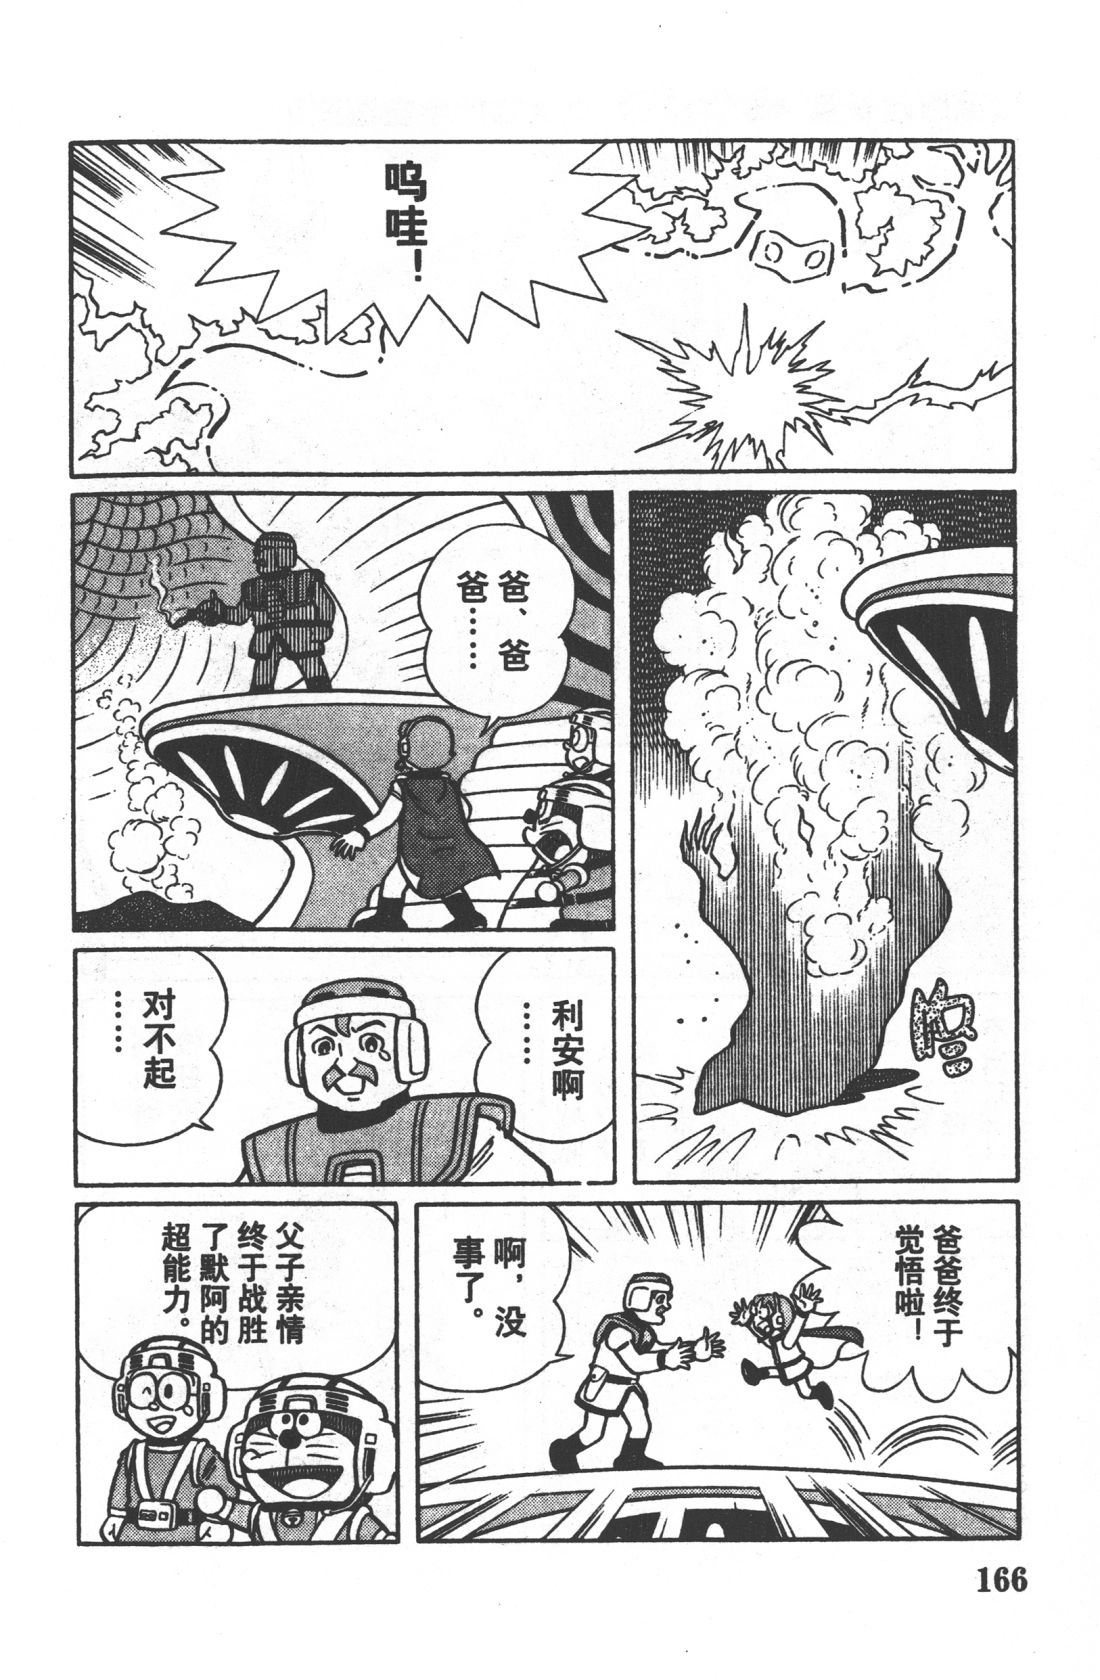 呜哇！
爸、爸
爸……
利安啊
……
对不起
……
爸爸终于
觉悟啦！
啊，没
事了。
父子亲情
终于战胜
了默阿的
超能力。
166